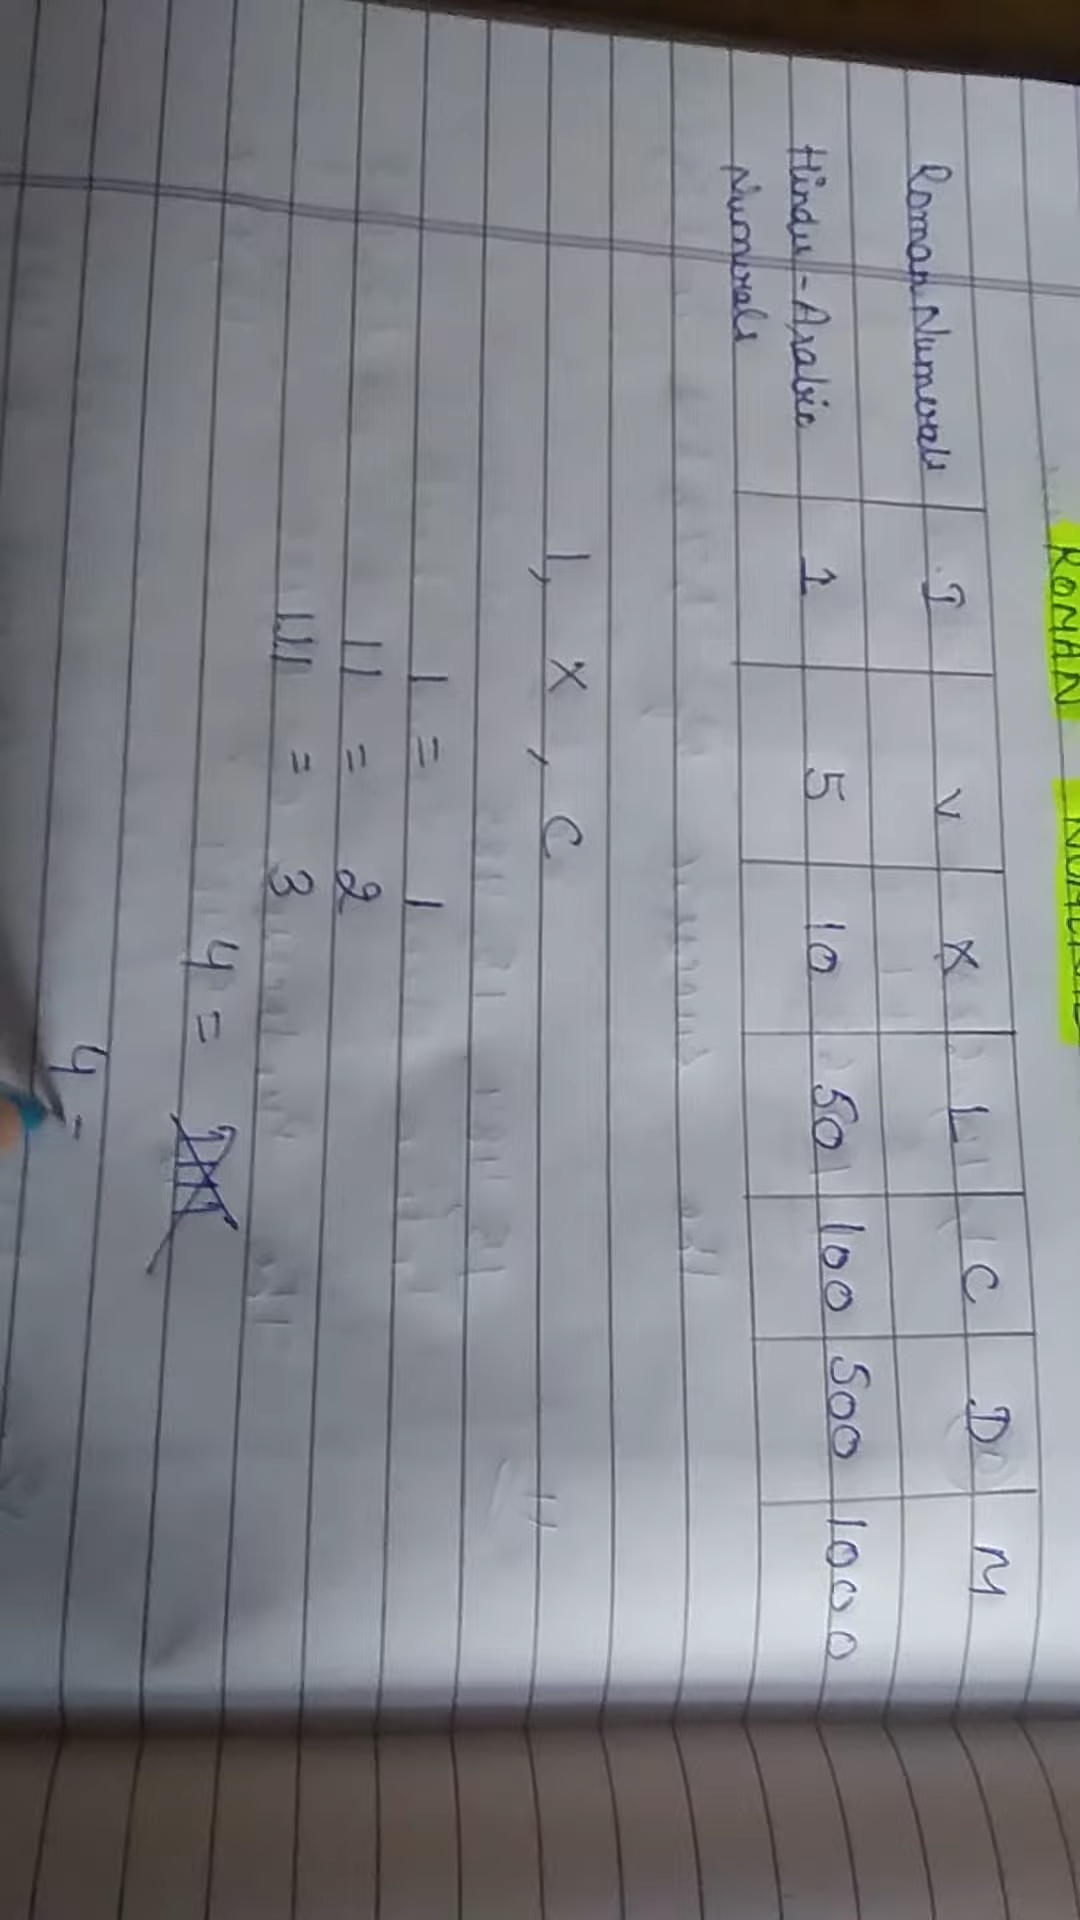 ROMAN NUMERALS
Roman Numerals I V X L C D M
Hindu-Arabic 1 5 10 50 100 500 1000
Numerals
I, X, C
I = 1
II = 2
III = 3
4 =
4 =